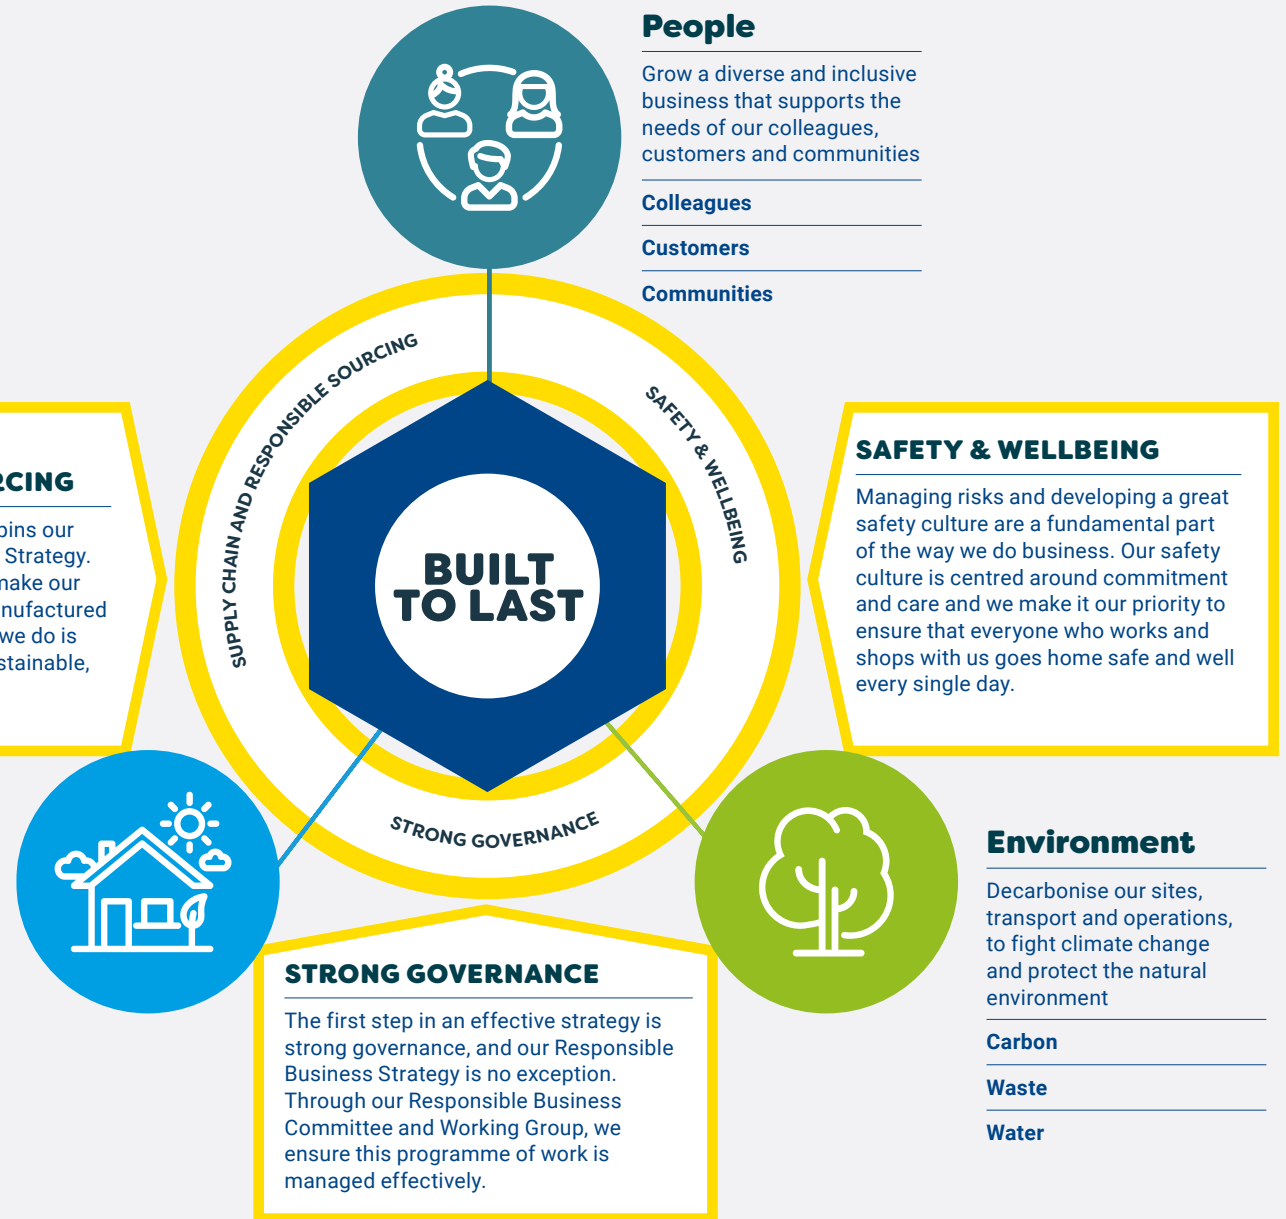 People
Grow a diverse and inclusive
business that supports the
needs of our colleagues,
customers and communities
Colleagues
Customers
Communities
SUPPLY CHAIN AND RESPONSIBLE SOURCING
SAFETY & WELLBEING
BUILT
TO LAST
STRONG GOVERNANCE
Strategy.
make our
we do is
SAFETY & WELLBEING
Managing risks and developing a great
safety culture are a fundamental part
of the way we do business. Our safety
culture is centred around commitment
and care and we make it our priority to
ensure that everyone who works and
shops with us goes home safe and well
every single day.
STRONG GOVERNANCE
The first step in an effective strategy is
strong governance, and our Responsible
Business Strategy is no exception.
Through our Responsible Business
Committee and Working Group, we
ensure this programme of work is
managed effectively.
Environment
Decarbonise our sites,
transport and operations,
to fight climate change
and protect the natural
environment
Carbon
Waste
Water